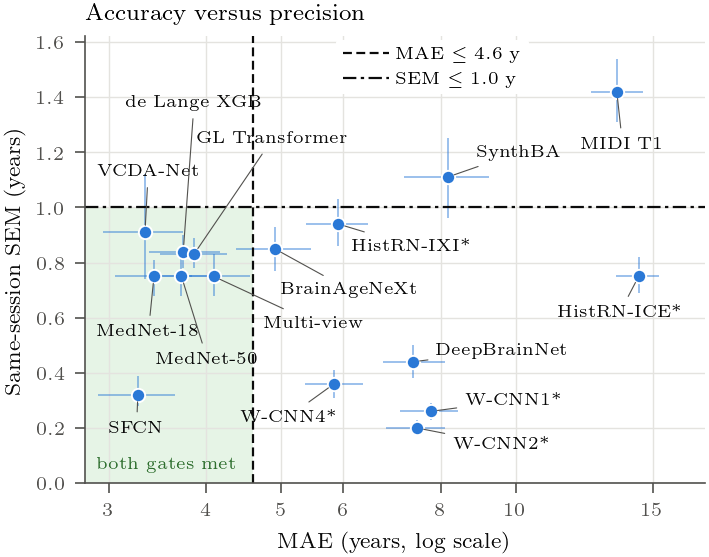 Accuracy versus precision
Same-session SEM (years)
1.6
1.4
1.2
1.0
0.8
0.6
0.4
0.2
0.0
MAE ≤ 4.6 y
SEM ≤ 1.0 y
de Lange XGB
GL Transformer
VCDA-Net
SynthBA
MIDI T1
HistRN-IXI*
BrainAgeNeXt
HistRN-ICE*
Multi-view
MedNet-18
MedNet-50
DeepBrainNet
W-CNN1*
W-CNN4*
SFCN
W-CNN2*
both gates met
3
4
5
6
8
10
15
MAE (years, log scale)